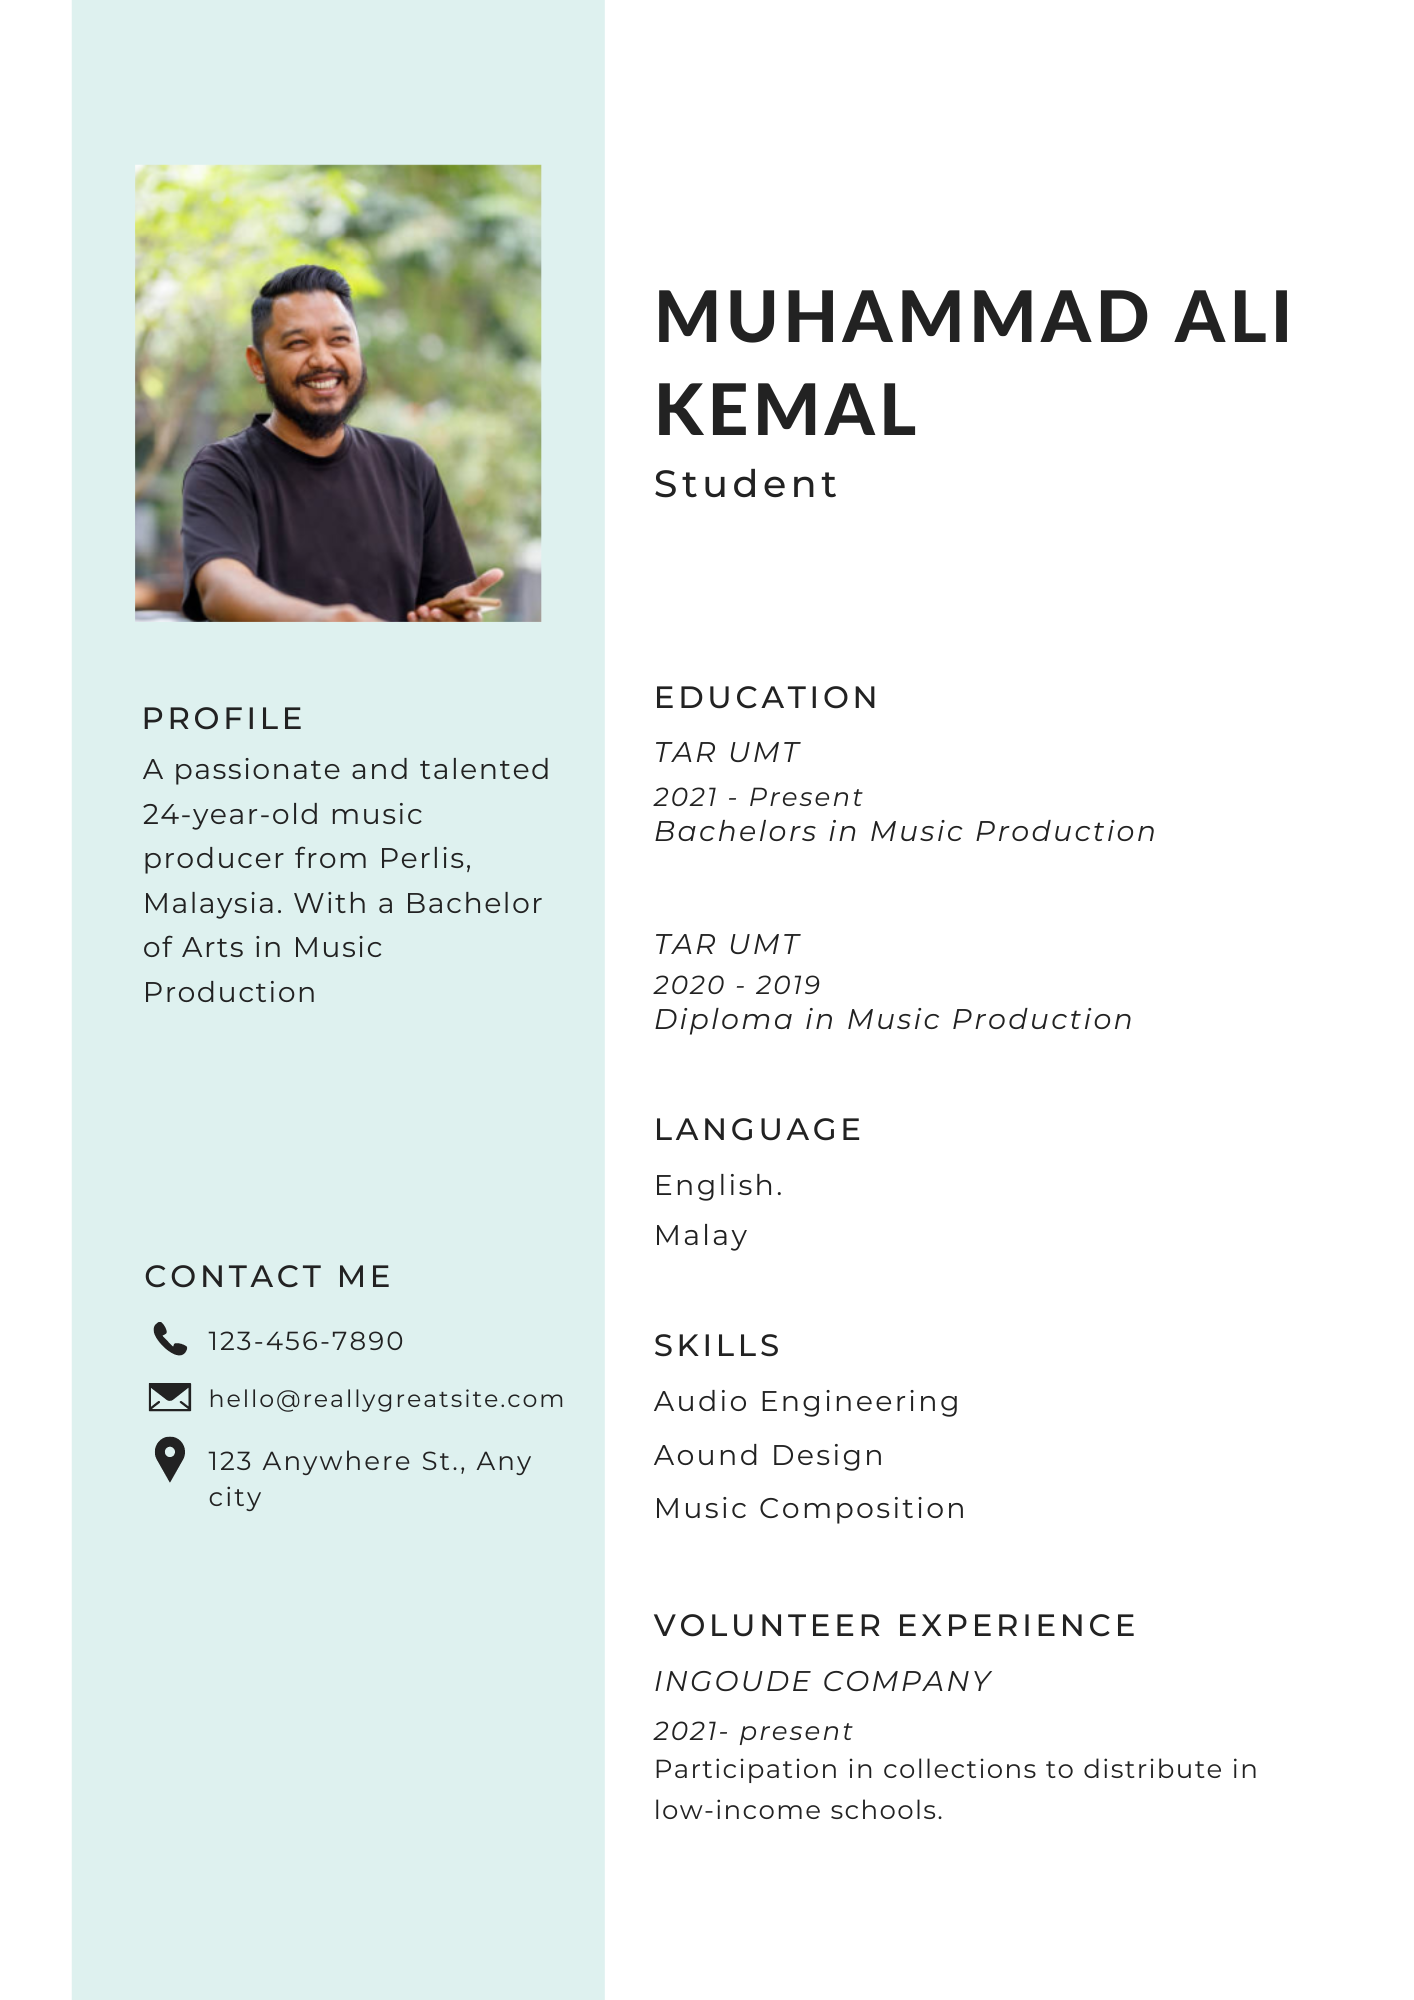 MUHAMMAD ALI
KEMAL
Student
PROFILE
A passionate and talented
24-year-old music
producer from Perlis,
Malaysia. With a Bachelor
of Arts in Music
Production
CONTACT ME
123-456-7890
hello@reallygreatsite.com
123 Anywhere St., Any
city
EDUCATION
TAR UMT
2021 - Present
Bachelors in Music Production
TAR UMT
2020 - 2019
Diploma in Music Production
LANGUAGE
English.
Malay
SKILLS
Audio Engineering
Aound Design
Music Composition
VOLUNTEER EXPERIENCE
INGOUDE COMPANY
2021- present
Participation in collections to distribute in
low-income schools.